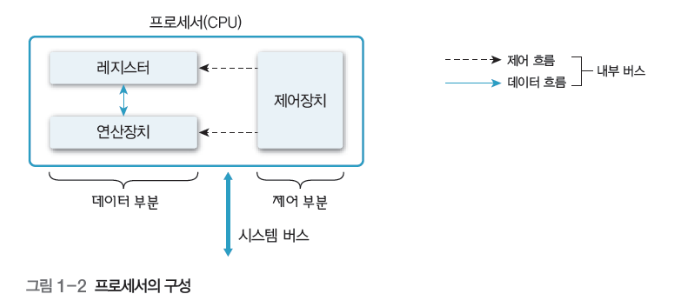 프로세서(CPU)
레지스터
연산장치
제어장치
제어 흐름
데이터 흐름
내부 버스
데이터 부분
제어 부분
시스템 버스
그림 1-2 프로세서의 구성